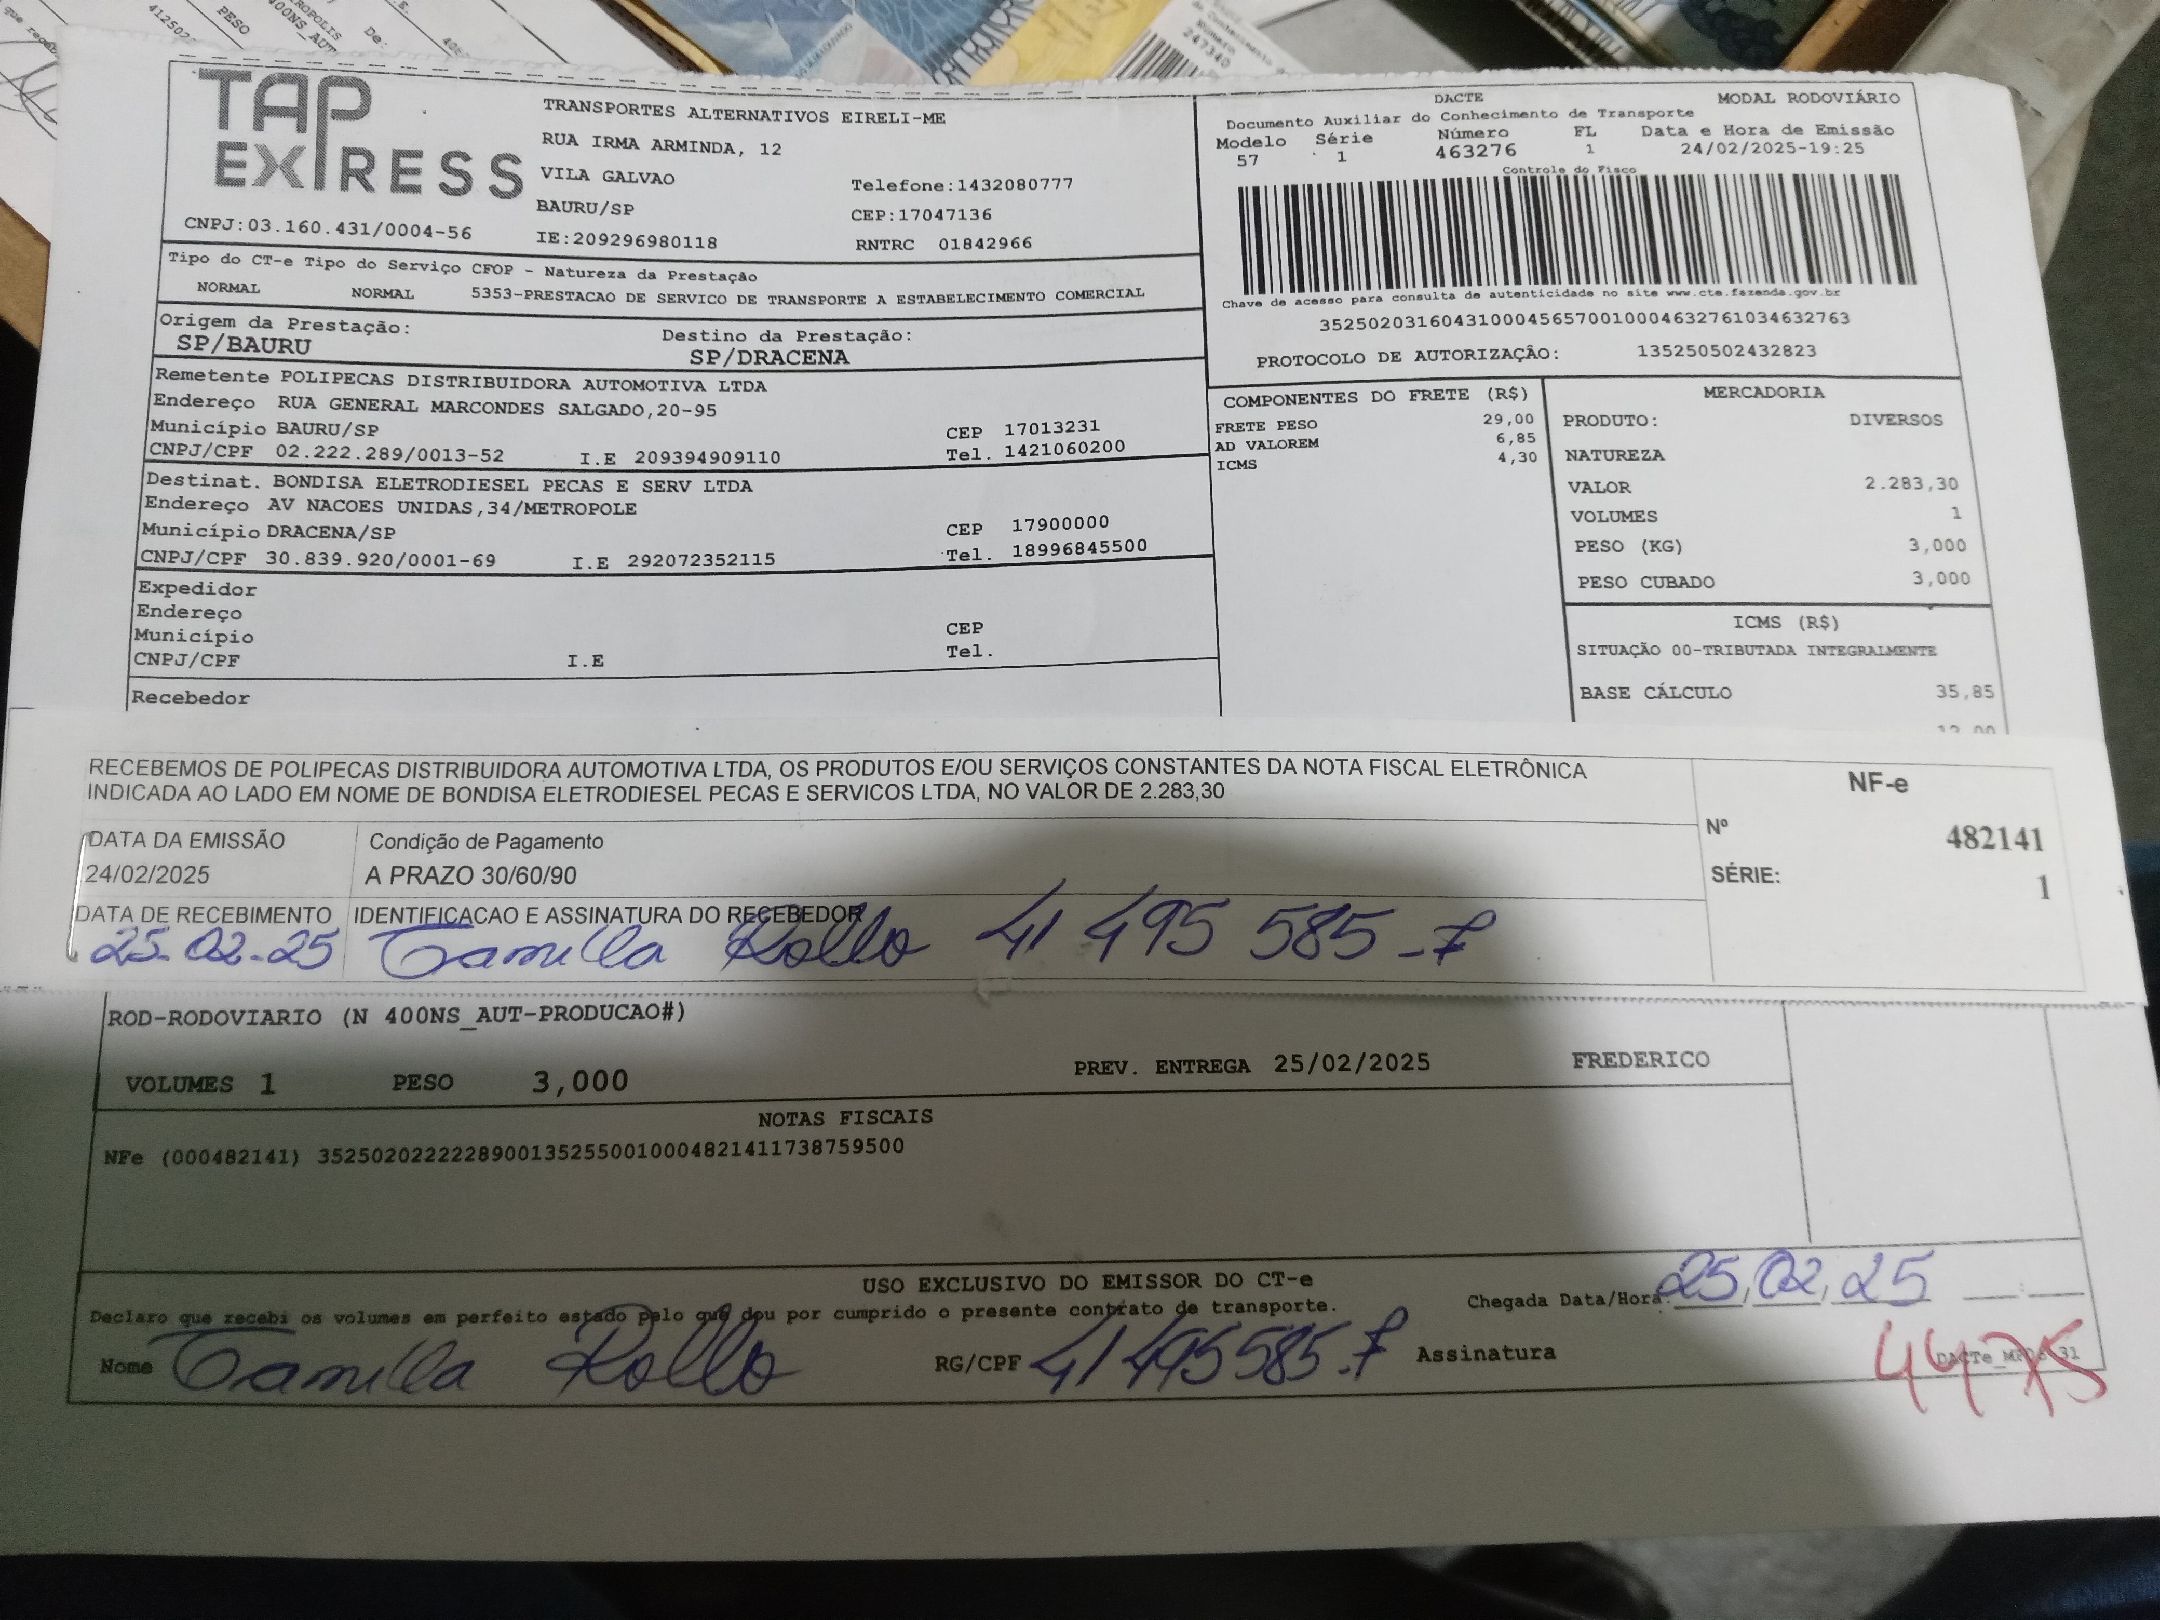 TAP EXPRESS
TRANSPORTES ALTERNATIVOS EIRELI-ME
RUA IRMA ARMINDA, 12
VILA GALVAO
Telefone:1432080777
BAURU/SP
CEP:17047136
CNPJ:03.160.431/0004-56
IE:209296980118
RNTRC 01842966
DACTE
MODAL RODOVIÁRIO
Documento Auxiliar do Conhecimento de Transporte
Modelo Série Número FL Data e Hora de Emissão
57 1 463276 1 24/02/2025-19:25
Controle do Fisco
Chave de acesso para consulta de autenticidade no site www.cte.fazenda.gov.br
35250203160431000456570010004632761034632763
PROTOCOLO DE AUTORIZAÇÃO: 135250502432823
Tipo do CT-e Tipo do Serviço CFOP - Natureza da Prestação
NORMAL NORMAL 5353-PRESTACAO DE SERVICO DE TRANSPORTE A ESTABELECIMENTO COMERCIAL
Origem da Prestação: Destino da Prestação:
SP/BAURU SP/DRACENA
Remetente POLIPECAS DISTRIBUIDORA AUTOMOTIVA LTDA
Endereço RUA GENERAL MARCONDES SALGADO,20-95
Município BAURU/SP CEP 17013231
CNPJ/CPF 02.222.289/0013-52 I.E 209394909110 Tel. 1421060200
Destinat. BONDISA ELETRODIESEL PECAS E SERV LTDA
Endereço AV NACOES UNIDAS,34/METROPOLE
Município DRACENA/SP CEP 17900000
CNPJ/CPF 30.839.920/0001-69 I.E 292072352115 Tel. 18996845500
Expedidor
Endereço
Município CEP
CNPJ/CPF I.E Tel.
Recebedor
COMPONENTES DO FRETE (R$)
FRETE PESO 29,00
AD VALOREM 6,85
ICMS 4,30
MERCADORIA
PRODUTO: DIVERSOS
NATUREZA
VALOR 2.283,30
VOLUMES 1
PESO (KG) 3,000
PESO CUBADO 3,000
ICMS (R$)
SITUAÇÃO 00-TRIBUTADA INTEGRALMENTE
BASE CÁLCULO 35,85
RECEBEMOS DE POLIPECAS DISTRIBUIDORA AUTOMOTIVA LTDA, OS PRODUTOS E/OU SERVIÇOS CONSTANTES DA NOTA FISCAL ELETRÔNICA
INDICADA AO LADO EM NOME DE BONDISA ELETRODIESEL PECAS E SERVICOS LTDA, NO VALOR DE 2.283,30
NF-e
Nº 482141
SÉRIE: 1
DATA DA EMISSÃO Condição de Pagamento
24/02/2025 A PRAZO 30/60/90
DATA DE RECEBIMENTO IDENTIFICACAO E ASSINATURA DO RECEBEDOR
25.02.25 Tamilla Rollo 41 495 585-7
ROD-RODOVIARIO (N 400NS_AUT-PRODUCAO#)
VOLUMES 1 PESO 3,000 PREV. ENTREGA 25/02/2025 FREDERICO
NOTAS FISCAIS
NFe (000482141) 35250202222289001352550010004821411738759500
USO EXCLUSIVO DO EMISSOR DO CT-e
Declaro que recebi os volumes em perfeito estado pelo que dou por cumprido o presente contrato de transporte.
Chegada Data/Hora: 25,02,25
Nome Tamilla Rollo RG/CPF 41 495 585-7 Assinatura
4475